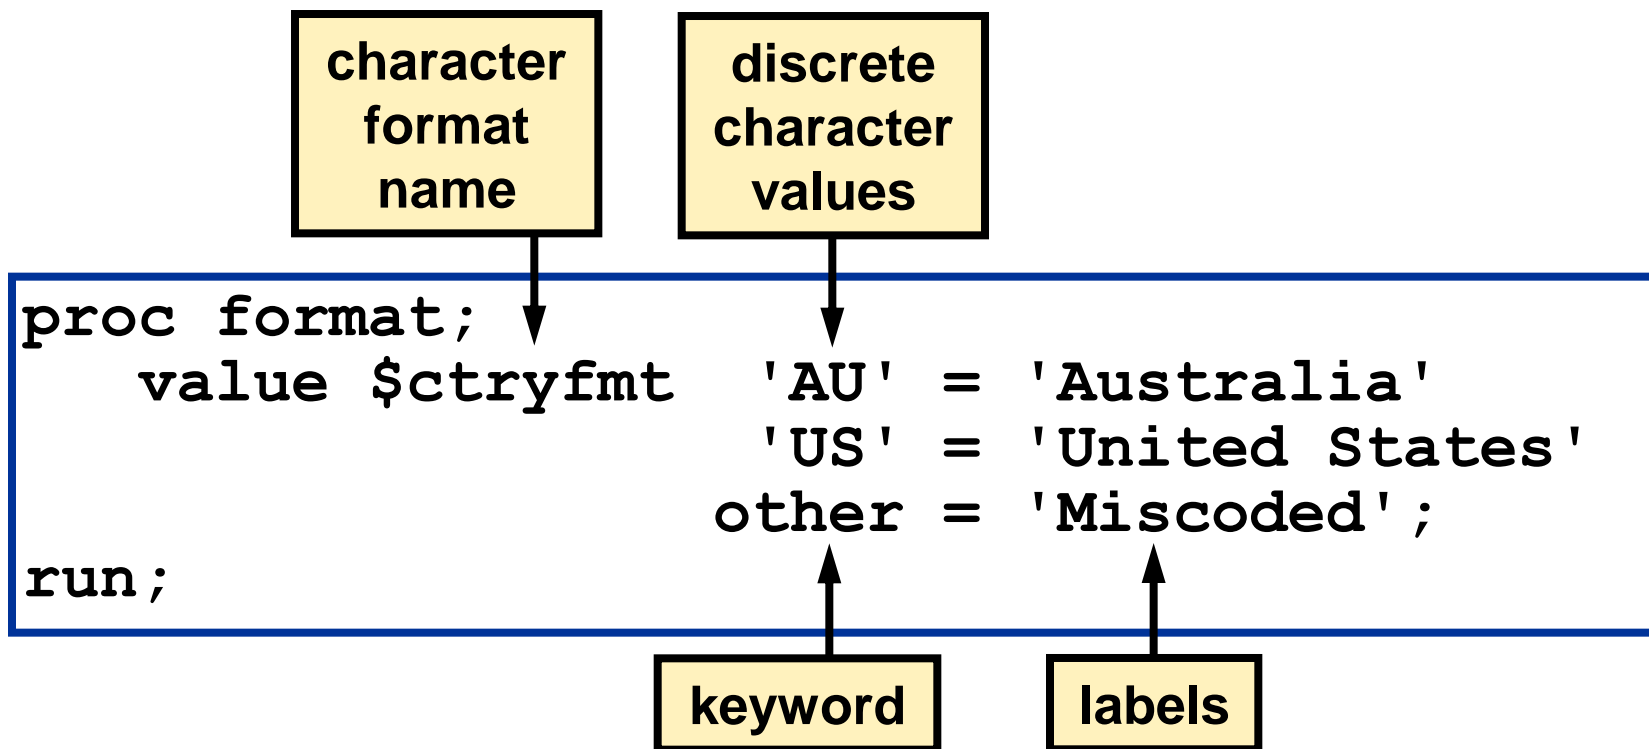 character
format
name
discrete
character
values
proc format;
value $ctryfmt 'AU' = 'Australia'
'US' = 'United States'
other = 'Miscoded';
run;
keyword
labels